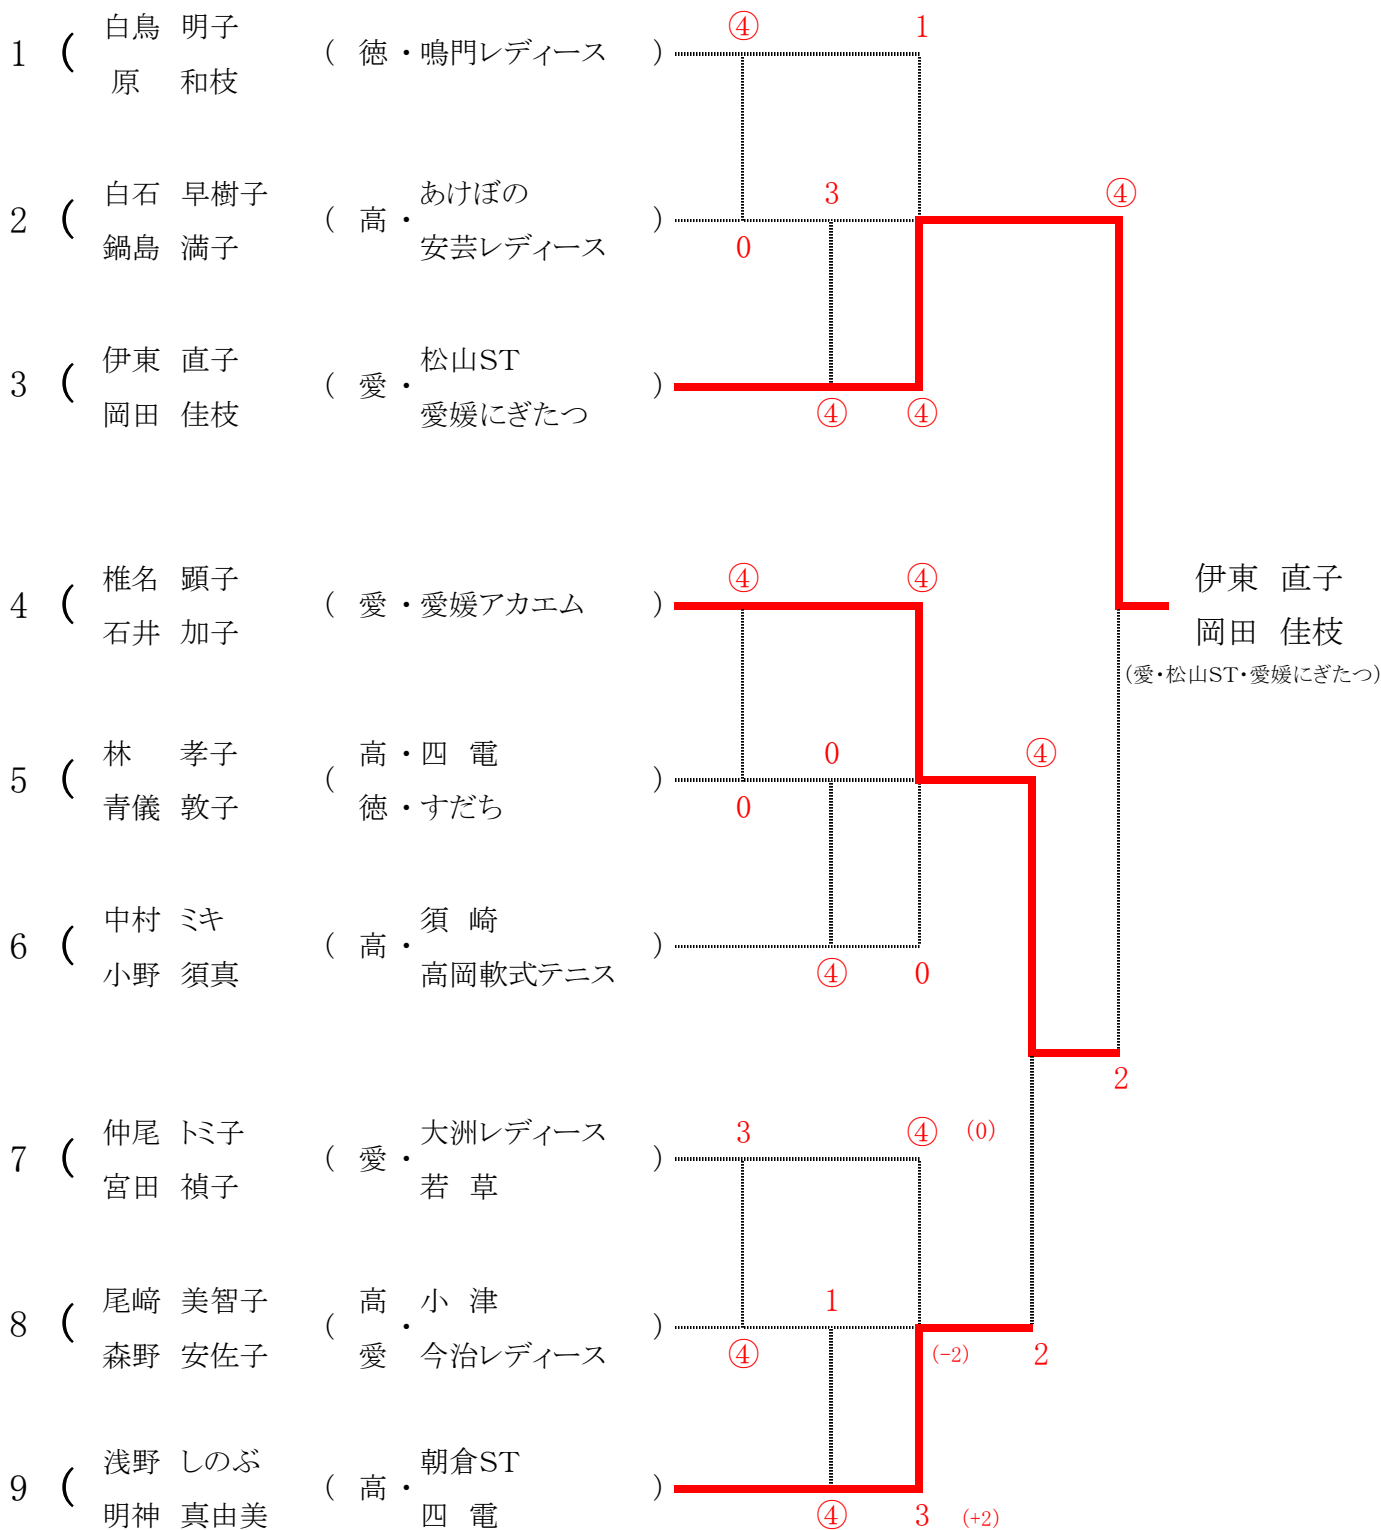 白鳥 明子 ④ 1
1 ( ( 徳・鳴門レディース )
原 和枝
白石 早樹子 あけぼの 3 ④
2 ( ( 高・ )
鍋島 満子 安芸レディース 0
伊東 直子 松山ST
3 ( ( 愛・ )
岡田 佳枝 愛媛にぎたつ ④ ④
椎名 顕子 ④ ④ 伊東 直子
4 ( ( 愛・愛媛アカエム )
石井 加子 岡田 佳枝
(愛・松山ST・愛媛にぎたつ)
林 孝子 高・四 電 0 ④
5 ( ( )
青儀 敦子 徳・すだち 0
中村 ミキ 須 崎
6 ( ( 高・ )
小野 須真 高岡軟式テニス ④ 0
2
仲尾 トミ子 大洲レディース 3 ④ (0)
7 ( ( 愛・ )
宮田 禎子 若 草
尾﨑 美智子 高 小 津 1
8 ( ( ・ )
森野 安佐子 愛 今治レディース ④ (-2) 2
浅野 しのぶ 朝倉ST
9 ( ( 高・ )
明神 真由美 四 電 ④ 3 (+2)